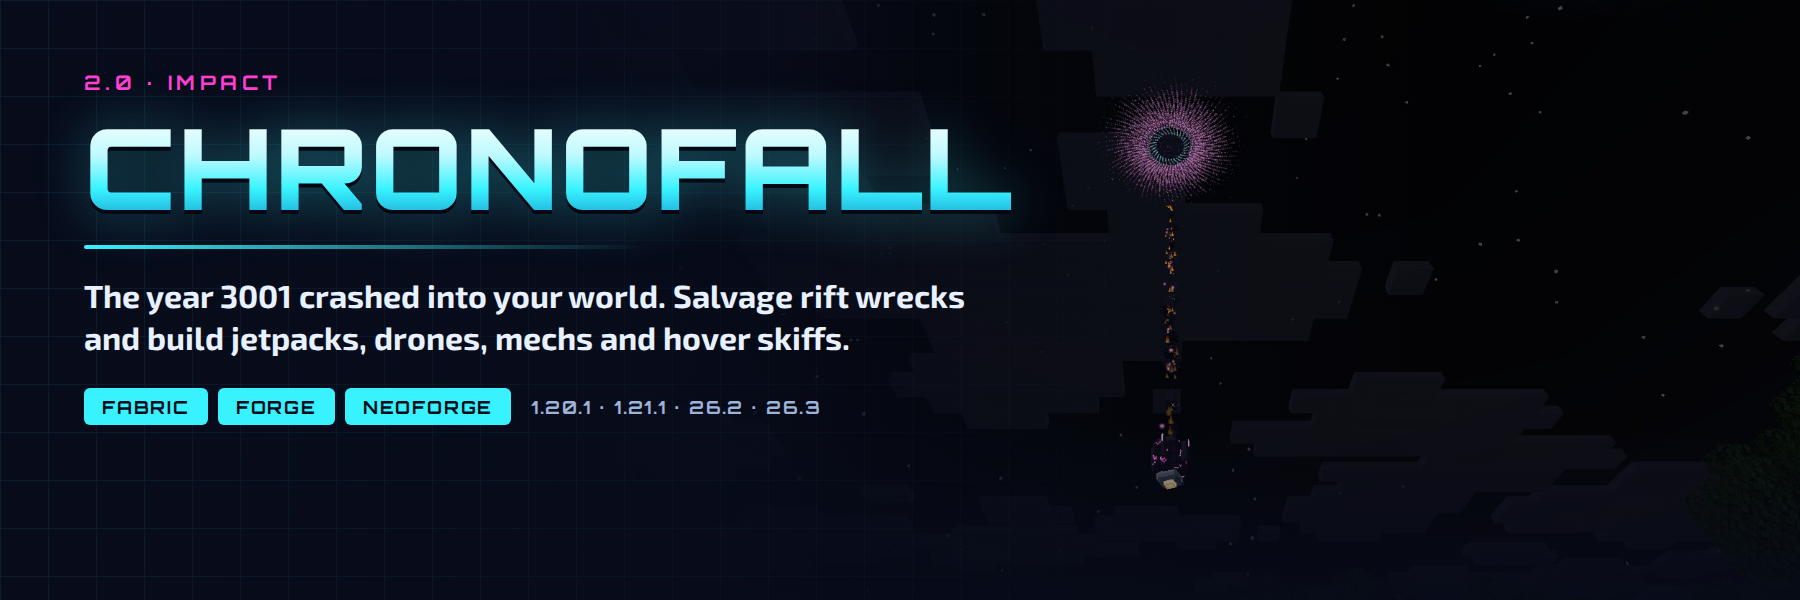 2.0 · IMPACT
CHRONOFALL
The year 3001 crashed into your world. Salvage rift wrecks
and build jetpacks, drones, mechs and hover skiffs.
FABRIC FORGE NEOFORGE 1.20.1 · 1.21.1 · 26.2 · 26.3